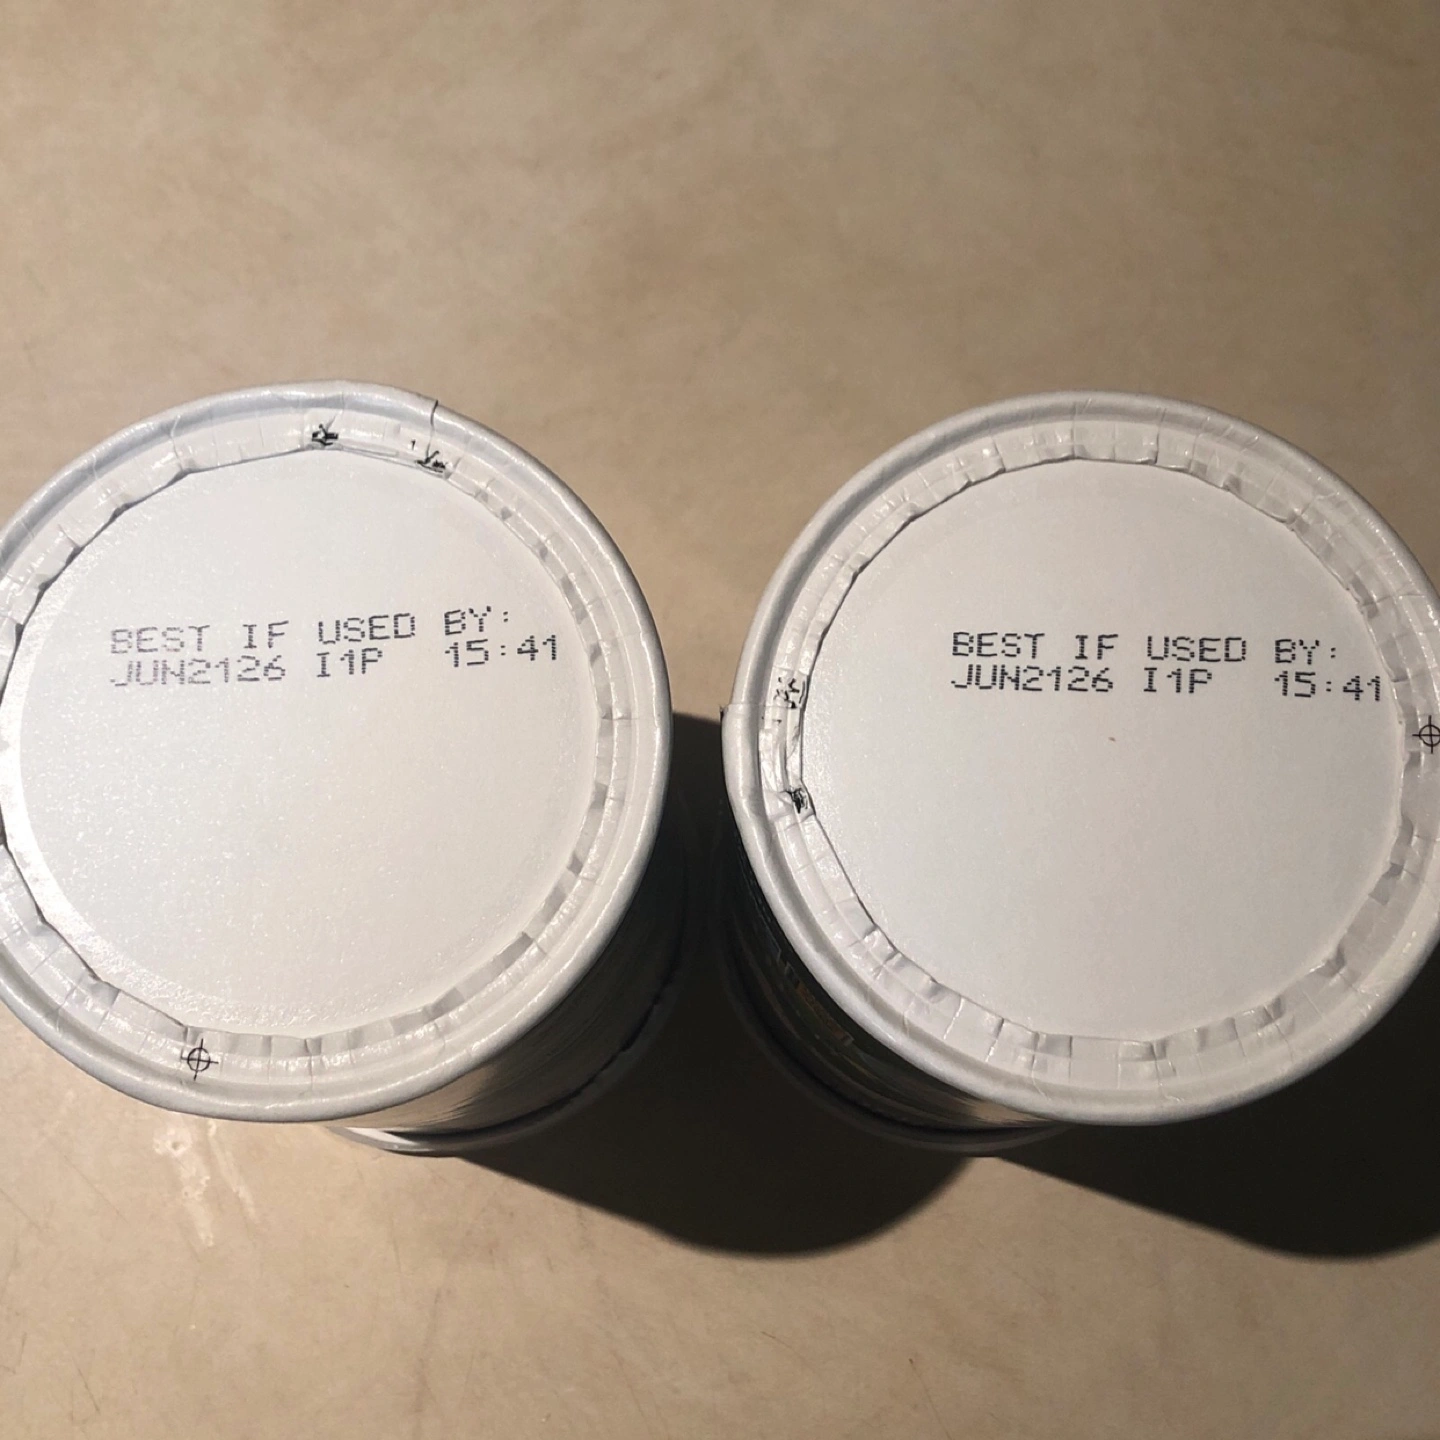 BEST IF USED BY:
JUN2126 I1P 15:41
BEST IF USED BY:
JUN2126 I1P 15:41